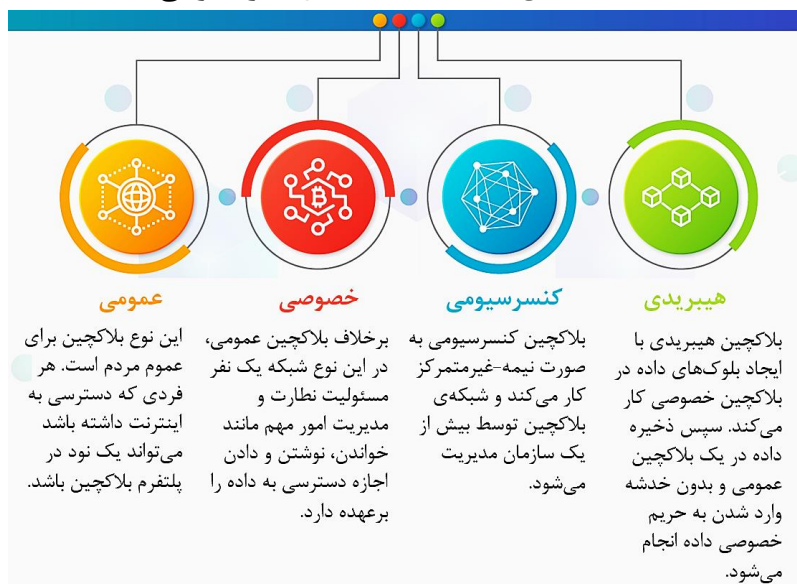 هیبریدی
بلاکچین هیبریدی با
ایجاد بلوک‌های داده در
بلاکچین خصوصی کار
می‌کند. سپس ذخیره
داده در یک بلاکچین
عمومی و بدون خدشه
وارد شدن به حریم
خصوصی داده انجام
می‌شود.
کنسرسیومی
بلاکچین کنسرسیومی به
صورت نیمه-غیرمتمرکز
کار می‌کند و شبکه‌ی
بلاکچین توسط بیش از
یک سازمان مدیریت
می‌شود.
خصوصی
برخلاف بلاکچین عمومی،
در این نوع شبکه یک نفر
مسئولیت نظارت و
مدیریت امور مهم مانند
خواندن، نوشتن و دادن
اجازه دسترسی به داده را
برعهده دارد.
عمومی
این نوع بلاکچین برای
عموم مردم است. هر
فردی که دسترسی به
اینترنت داشته باشد
می‌تواند یک نود در
پلتفرم بلاکچین باشد.